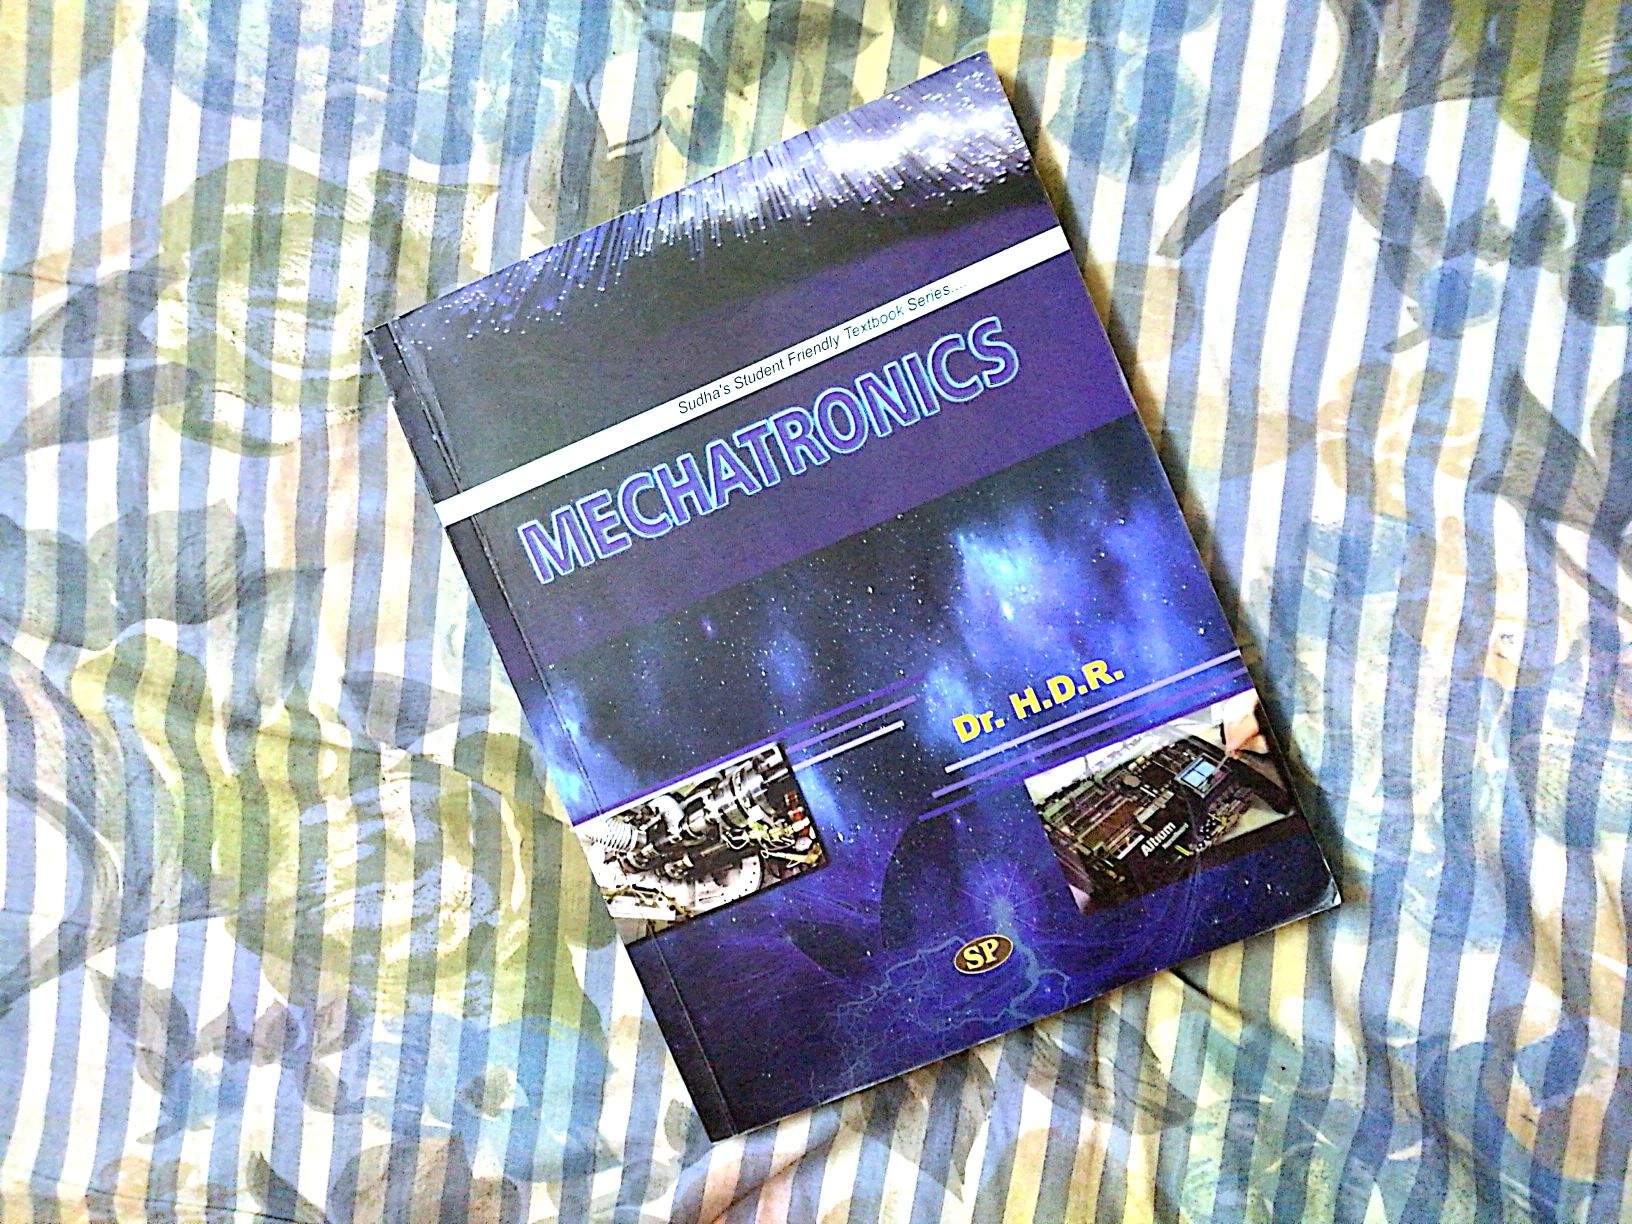 Sudha's Student Friendly Textbook Series....
MECHATRONICS
Dr. H.D.R.
Altium
SP